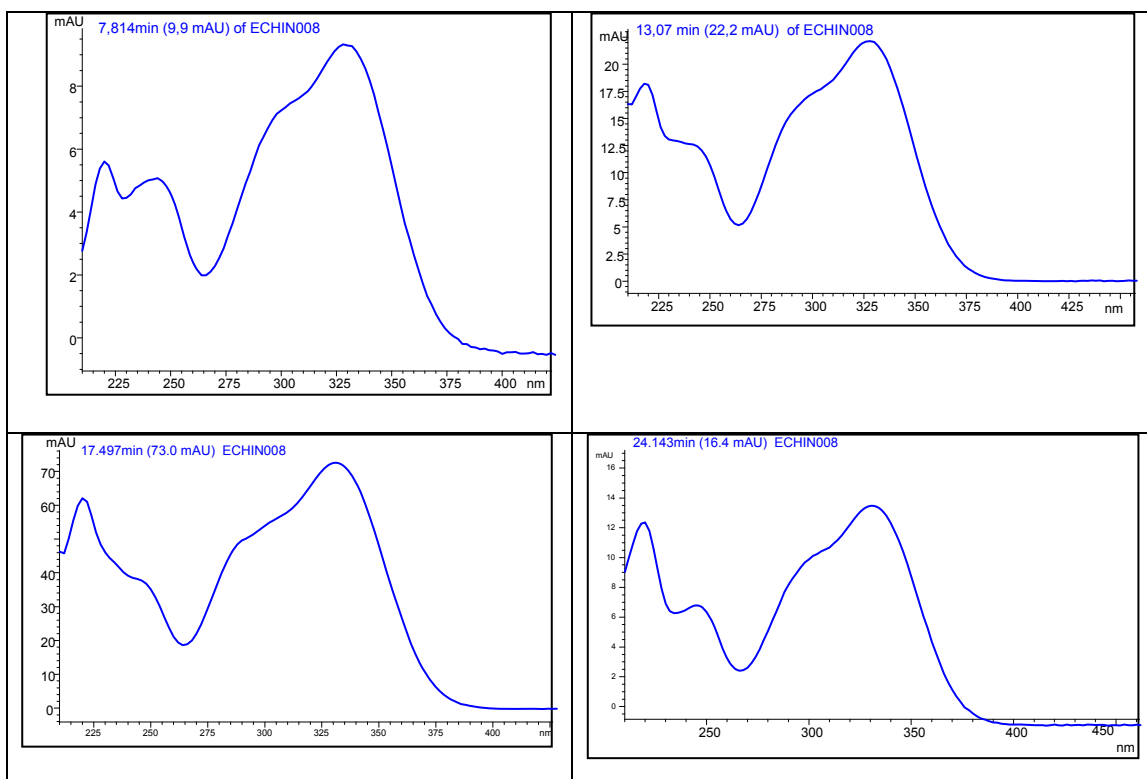 mAU
7,814min (9,9 mAU) of ECHIN008
8
6
4
2
0
225 250 275 300 325 350 375 400 nm
mAU
13,07 min (22,2 mAU) of ECHIN008
20
17.5
15
12.5
10
7.5
5
2.5
0
225 250 275 300 325 350 375 400 425 nm
mAU
17.497min (73.0 mAU) ECHIN008
70
60
40
30
20
10
0
225 250 275 300 325 350 375 400 nm
24.143min (16.4 mAU) ECHIN008
mAU
16
14
12
10
8
6
4
2
0
250 300 350 400 450
nm